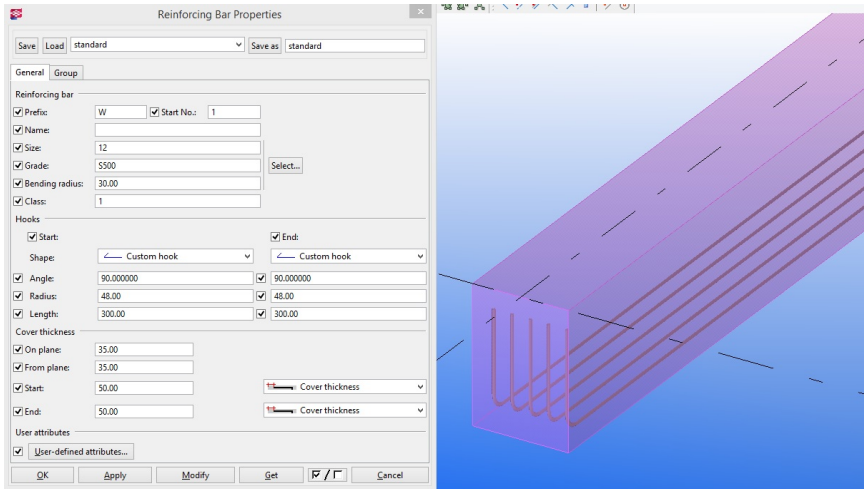 Reinforcing Bar Properties
Save Load standard Save as standard
General Group
Reinforcing bar
Prefix: W Start No.: 1
Name:
Size: 12
Grade: S500 Select...
Bending radius: 30.00
Class: 1
Hooks
Start: End:
Shape: Custom hook Custom hook
Angle: 90.000000 90.000000
Radius: 48.00 48.00
Length: 300.00 300.00
Cover thickness
On plane: 35.00
From plane: 35.00
Start: 50.00 Cover thickness
End: 50.00 Cover thickness
User attributes
User-defined attributes...
OK Apply Modify Get / Cancel